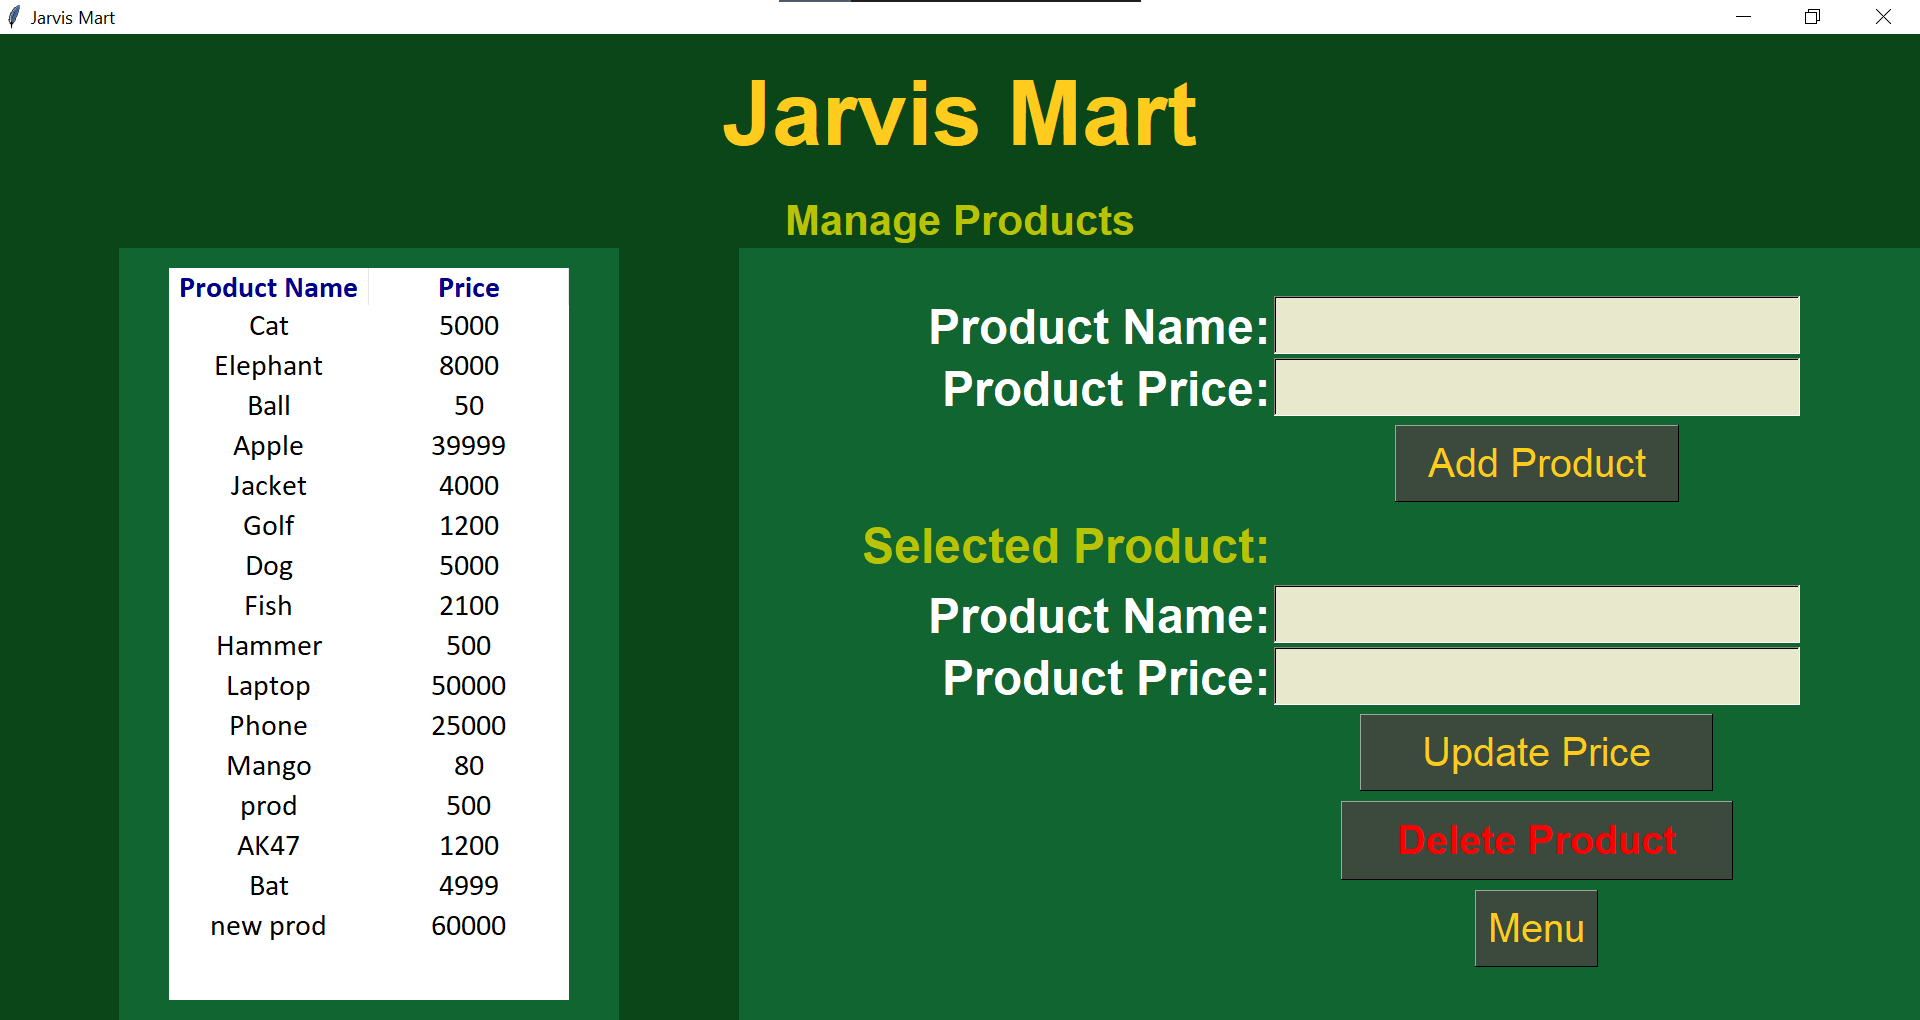 Jarvis Mart
Jarvis Mart
Manage Products
Product Name Price
Cat 5000
Elephant 8000
Ball 50
Apple 39999
Jacket 4000
Golf 1200
Dog 5000
Fish 2100
Hammer 500
Laptop 50000
Phone 25000
Mango 80
prod 500
AK47 1200
Bat 4999
new prod 60000
Product Name:
Product Price:
Add Product
Selected Product:
Product Name:
Product Price:
Update Price
Delete Product
Menu